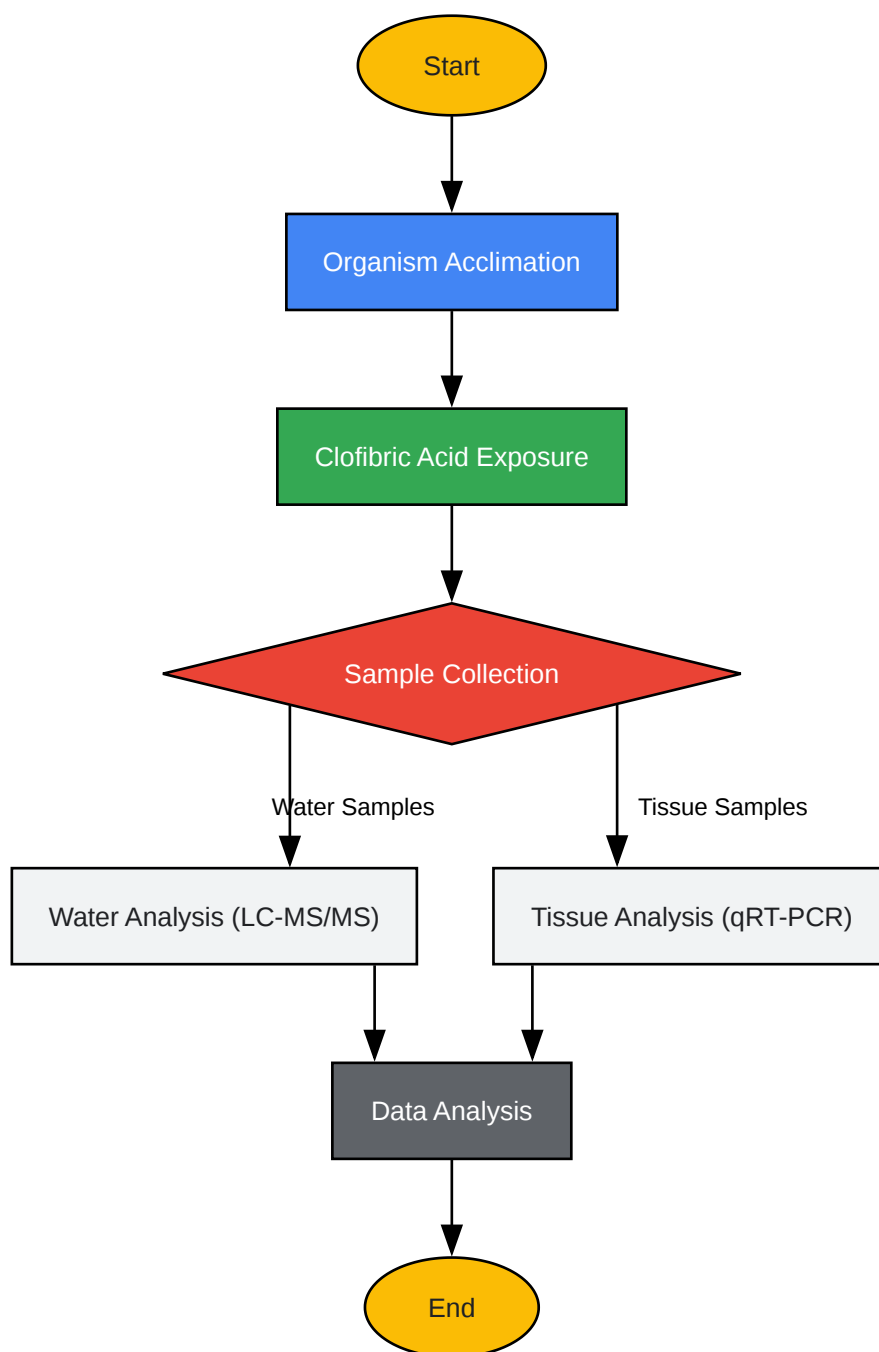 Start
Organism Acclimation
Clofibric Acid Exposure
Sample Collection
Water Samples
Tissue Samples
Water Analysis (LC-MS/MS)
Tissue Analysis (qRT-PCR)
Data Analysis
End